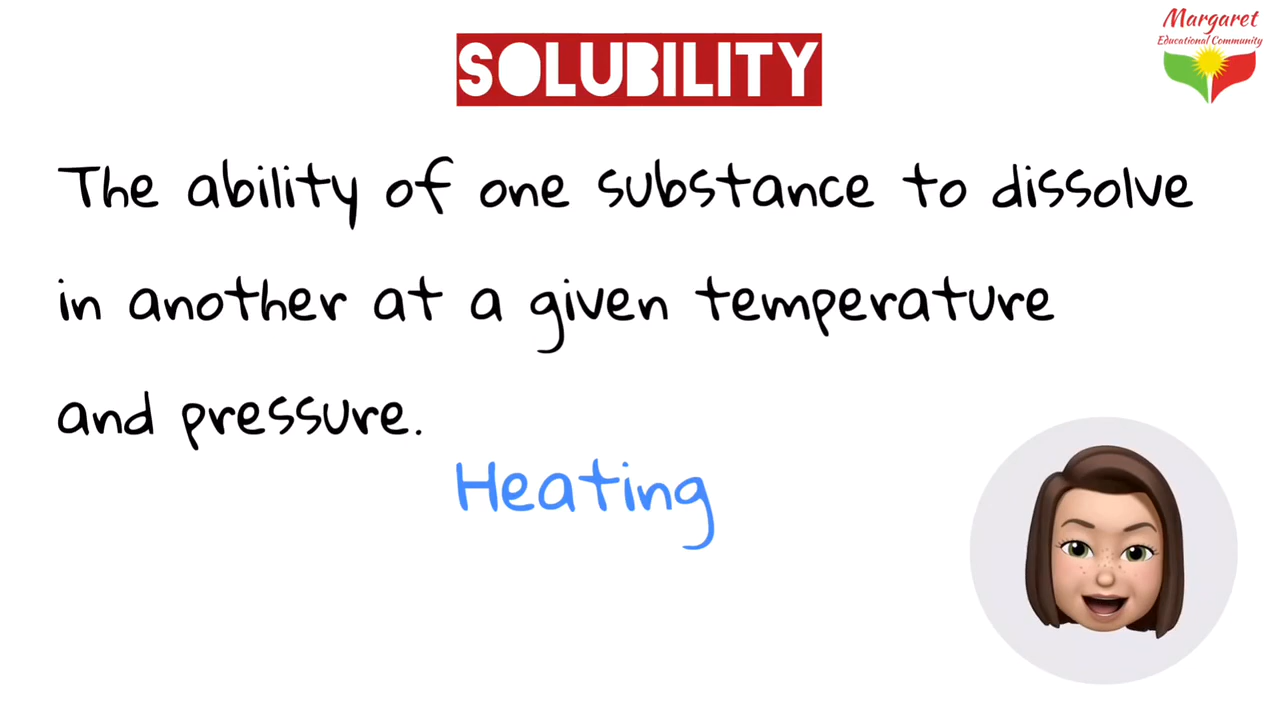 SOLUBILITY
Margaret
Educational Community
The ability of one substance to dissolve
in another at a given temperature
and pressure.
Heating